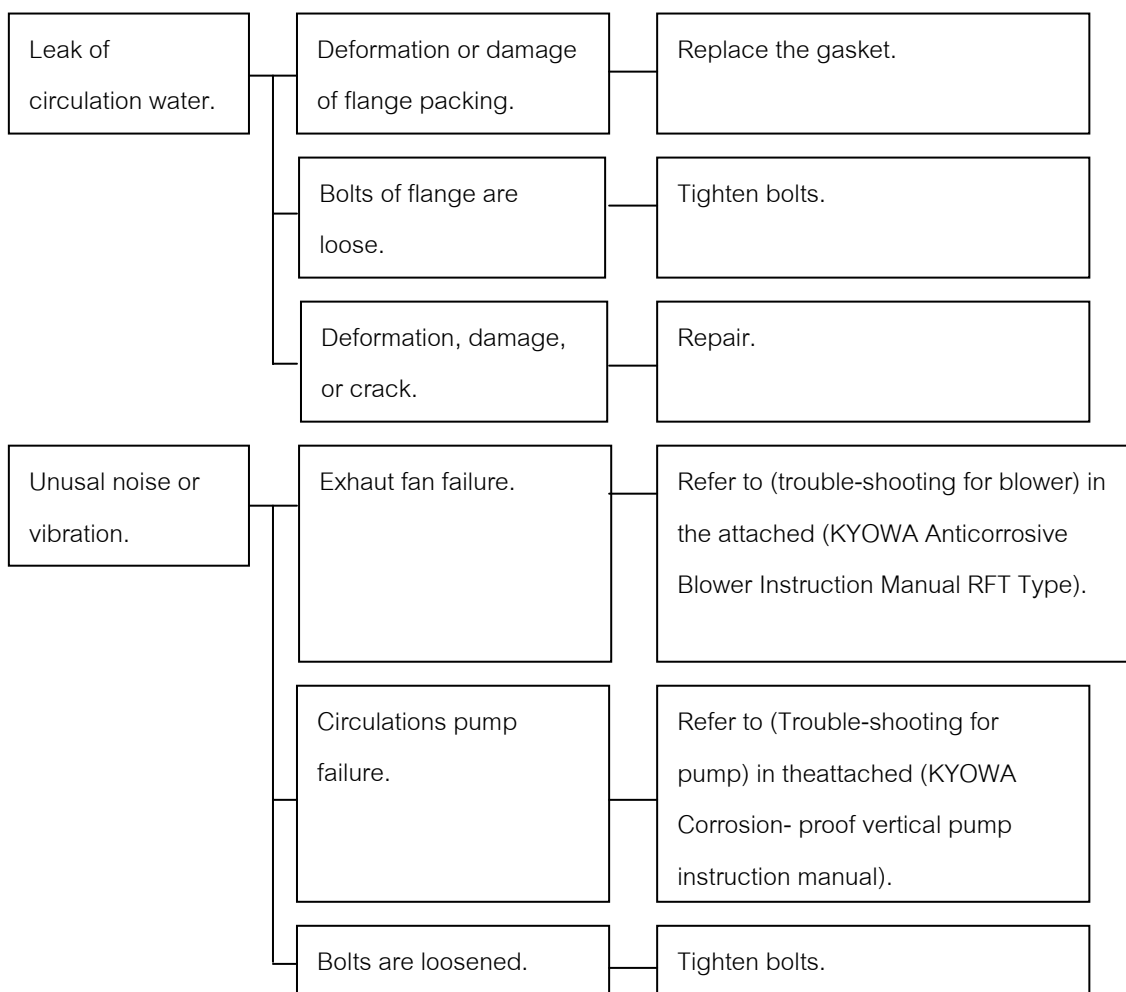 Leak of
circulation water.
Deformation or damage
of flange packing.
Replace the gasket.
Bolts of flange are
loose.
Tighten bolts.
Deformation, damage,
or crack.
Repair.
Unusal noise or
vibration.
Exhaut fan failure.
Refer to (trouble-shooting for blower) in
the attached (KYOWA Anticorrosive
Blower Instruction Manual RFT Type).
Circulations pump
failure.
Refer to (Trouble-shooting for
pump) in theattached (KYOWA
Corrosion- proof vertical pump
instruction manual).
Bolts are loosened.
Tighten bolts.